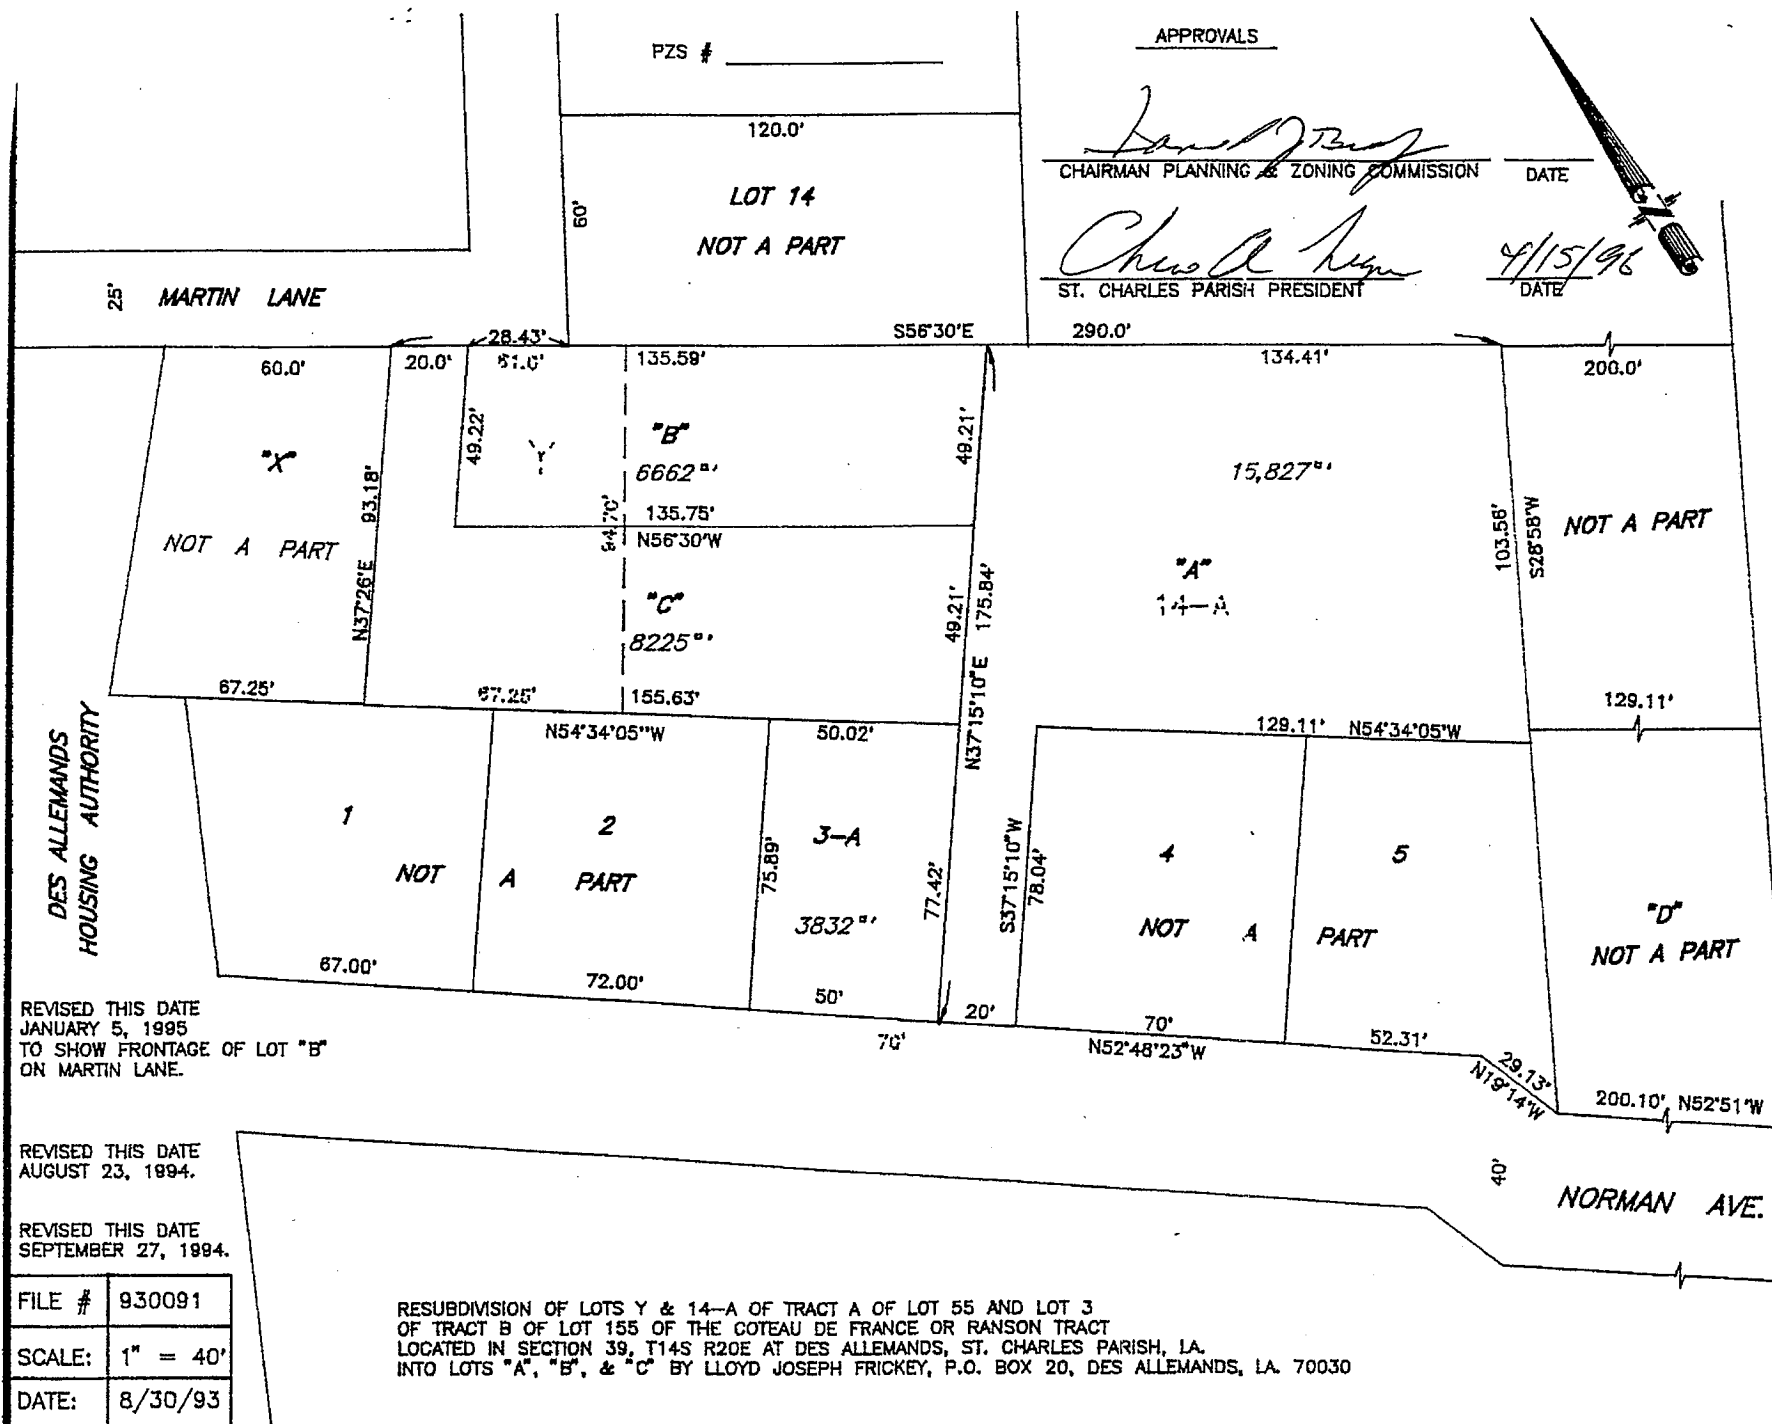 PZS #
APPROVALS
120.0'
LOT 14
NOT A PART
60'
CHAIRMAN PLANNING & ZONING COMMISSION
DATE
4/15/96
ST. CHARLES PARISH PRESIDENT
DATE
25'
MARTIN LANE
28.43'
S56°30'E
290.0'
60.0'
20.0'
61.0'
135.59'
134.41'
200.0'
"X"
NOT A PART
N37°26'E 93.18'
49.22'
Y
"B"
6662□'
49.21'
94.70'
135.75'
N56°30'W
"C"
8225□'
49.21'
N37°15'10"E 175.84'
15,827□'
"A"
14-A
103.56'
S28°58'W
NOT A PART
67.25'
67.25'
155.63'
N54°34'05"W
50.02'
129.11'
N54°34'05"W
129.11'
DES ALLEMANDS
HOUSING AUTHORITY
1
2
NOT A PART
75.89'
3-A
3832□'
77.42'
S37°15'10"W
78.04'
4
5
NOT A PART
"D"
NOT A PART
67.00'
72.00'
50'
20'
70'
70'
N52°48'23"W
52.31'
29.13'
N19°14'W
200.10'
N52°51'W
40'
NORMAN AVE.
REVISED THIS DATE
JANUARY 5, 1995
TO SHOW FRONTAGE OF LOT "B"
ON MARTIN LANE.
REVISED THIS DATE
AUGUST 23, 1994.
REVISED THIS DATE
SEPTEMBER 27, 1994.
FILE # 930091
SCALE: 1" = 40'
DATE: 8/30/93
RESUBDIVISION OF LOTS Y & 14-A OF TRACT A OF LOT 55 AND LOT 3
OF TRACT B OF LOT 155 OF THE COTEAU DE FRANCE OR RANSON TRACT
LOCATED IN SECTION 39, T14S R20E AT DES ALLEMANDS, ST. CHARLES PARISH, LA.
INTO LOTS "A", "B", & "C" BY LLOYD JOSEPH FRICKEY, P.O. BOX 20, DES ALLEMANDS, LA. 70030